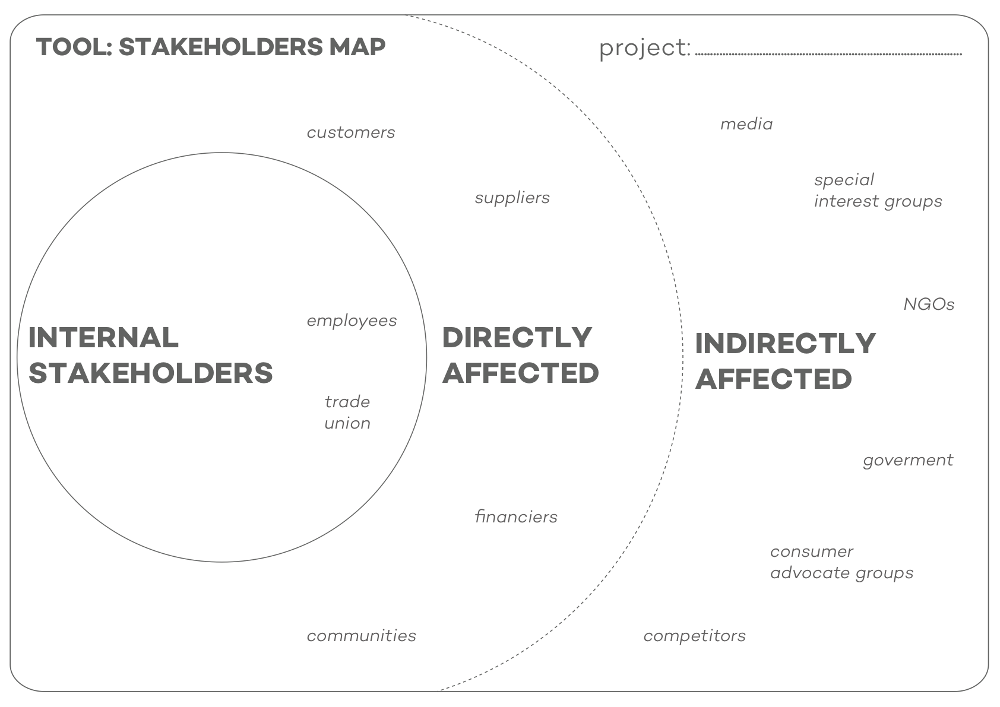 TOOL: STAKEHOLDERS MAP
project:
customers
media
suppliers
special
interest groups
employees
NGOs
INTERNAL
STAKEHOLDERS
DIRECTLY
AFFECTED
INDIRECTLY
AFFECTED
trade
union
goverment
financiers
consumer
advocate groups
communities
competitors